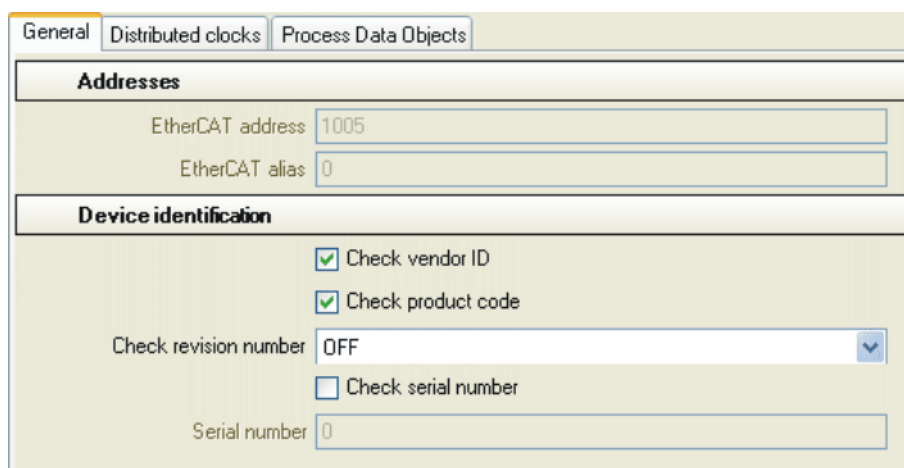 General Distributed clocks Process Data Objects
Addresses
EtherCAT address 1005
EtherCAT alias 0
Device identification
Check vendor ID
Check product code
Check revision number OFF
Check serial number
Serial number 0